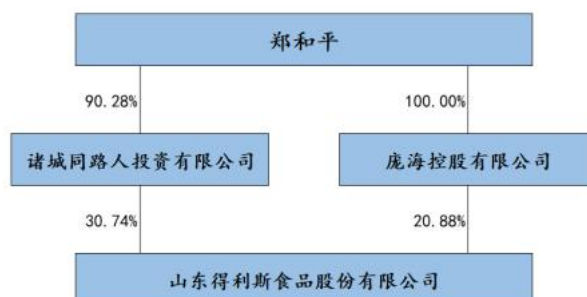 郑和平
90.28%
100.00%
诸城同路人投资有限公司
庞海控股有限公司
30.74%
20.88%
山东得利斯食品股份有限公司